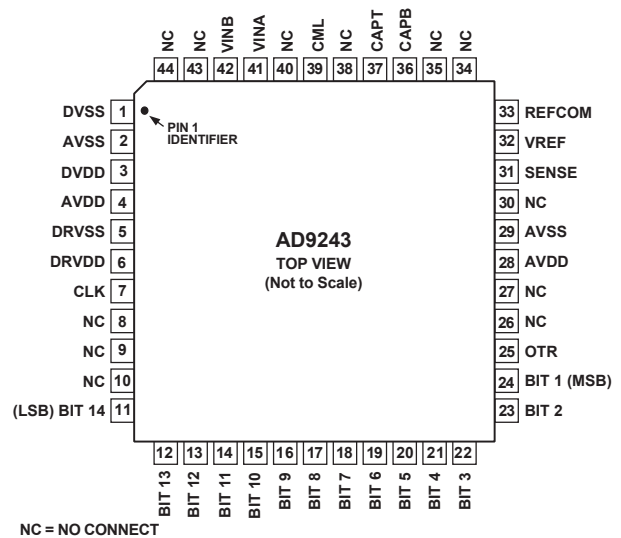 NC
NC
VINB
VINA
NC
CML
NC
CAPT
CAPB
NC
NC
44 43 42 41 40 39 38 37 36 35 34
DVSS 1
AVSS 2
DVDD 3
AVDD 4
DRVSS 5
DRVDD 6
CLK 7
NC 8
NC 9
NC 10
(LSB) BIT 14 11
PIN 1
IDENTIFIER
AD9243
TOP VIEW
(Not to Scale)
33 REFCOM
32 VREF
31 SENSE
30 NC
29 AVSS
28 AVDD
27 NC
26 NC
25 OTR
24 BIT 1 (MSB)
23 BIT 2
12 13 14 15 16 17 18 19 20 21 22
BIT 13
BIT 12
BIT 11
BIT 10
BIT 9
BIT 8
BIT 7
BIT 6
BIT 5
BIT 4
BIT 3
NC = NO CONNECT